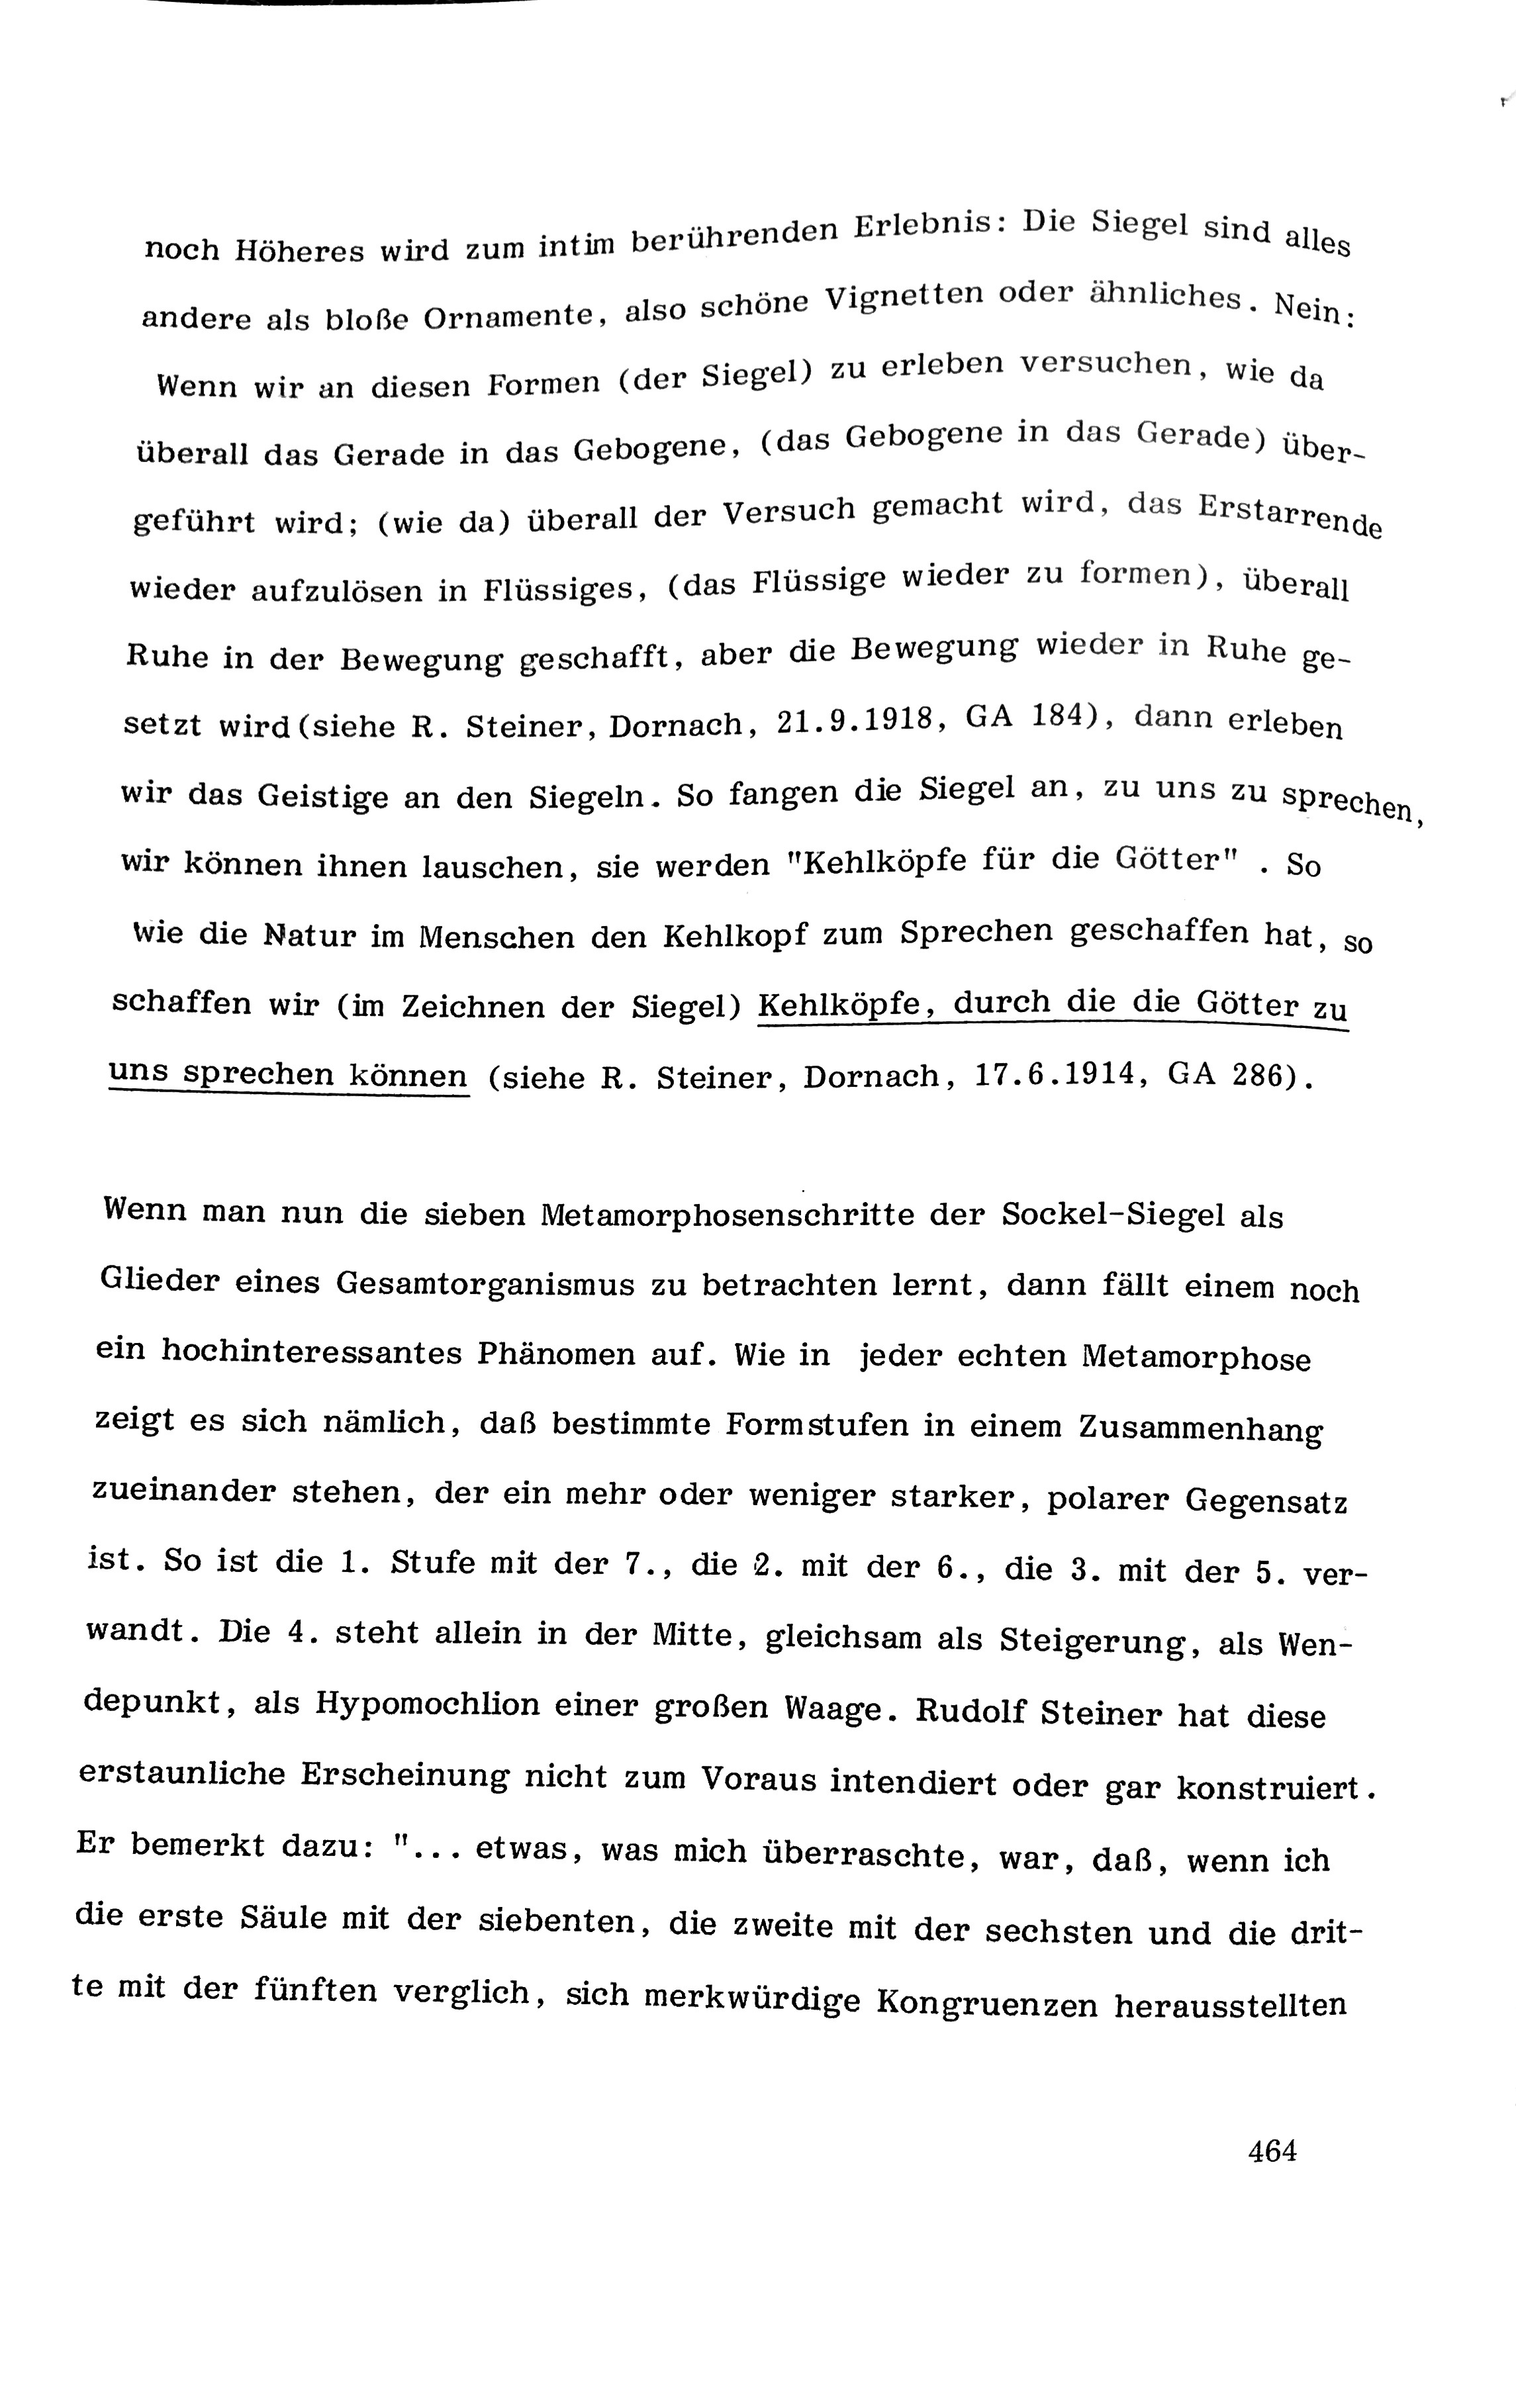 noch Höheres wird zum intim berührenden Erlebnis: Die Siegel sind alles
andere als bloße Ornamente, also schöne Vignetten oder ähnliches. Nein:
Wenn wir an diesen Formen (der Siegel) zu erleben versuchen, wie da
überall das Gerade in das Gebogene, (das Gebogene in das Gerade) über-
geführt wird; (wie da) überall der Versuch gemacht wird, das Erstarrende
wieder aufzulösen in Flüssiges, (das Flüssige wieder zu formen), überall
Ruhe in der Bewegung geschafft, aber die Bewegung wieder in Ruhe ge-
setzt wird (siehe R. Steiner, Dornach, 21.9.1918, GA 184), dann erleben
wir das Geistige an den Siegeln. So fangen die Siegel an, zu uns zu sprechen,
wir können ihnen lauschen, sie werden "Kehlköpfe für die Götter" . So
wie die Natur im Menschen den Kehlkopf zum Sprechen geschaffen hat, so
schaffen wir (im Zeichnen der Siegel) Kehlköpfe, durch die die Götter zu
uns sprechen können (siehe R. Steiner, Dornach, 17.6.1914, GA 286).
Wenn man nun die sieben Metamorphosenschritte der Sockel-Siegel als
Glieder eines Gesamtorganismus zu betrachten lernt, dann fällt einem noch
ein hochinteressantes Phänomen auf. Wie in jeder echten Metamorphose
zeigt es sich nämlich, daß bestimmte Formstufen in einem Zusammenhang
zueinander stehen, der ein mehr oder weniger starker, polarer Gegensatz
ist. So ist die 1. Stufe mit der 7., die 2. mit der 6., die 3. mit der 5. ver-
wandt. Die 4. steht allein in der Mitte, gleichsam als Steigerung, als Wen-
depunkt, als Hypomochlion einer großen Waage. Rudolf Steiner hat diese
erstaunliche Erscheinung nicht zum Voraus intendiert oder gar konstruiert.
Er bemerkt dazu: "... etwas, was mich überraschte, war, daß, wenn ich
die erste Säule mit der siebenten, die zweite mit der sechsten und die drit-
te mit der fünften verglich, sich merkwürdige Kongruenzen herausstellten
464